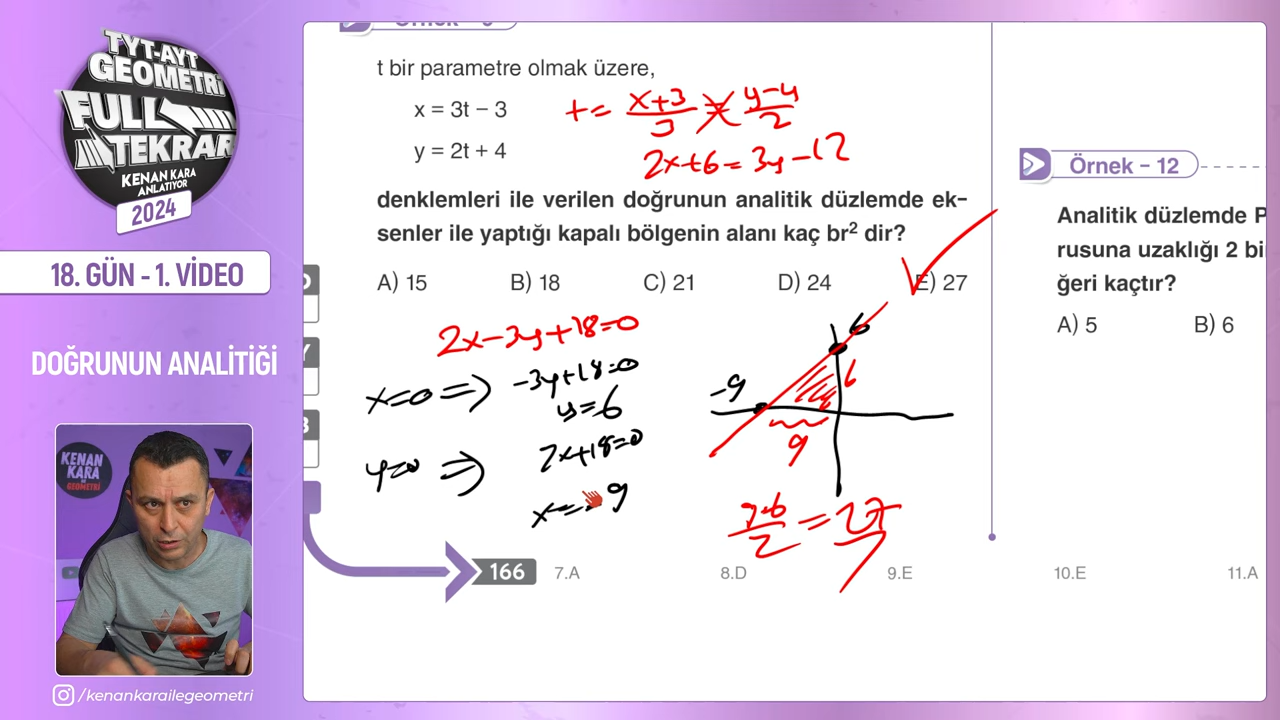 TYT-AYT
GEOMETRİ
FULL
TEKRAR
KENAN KARA
ANLATIYOR
2024
18. GÜN - 1. VİDEO
DOĞRUNUN ANALİTİĞİ
KENAN
KARA
GEOMETRİ
/kenankarailegeometri
t bir parametre olmak üzere,
x = 3t − 3
y = 2t + 4
t = x+3/3 = y−4/2
2x+6=3y−12
denklemleri ile verilen doğrunun analitik düzlemde ek-
senler ile yaptığı kapalı bölgenin alanı kaç br² dir?
A) 15 B) 18 C) 21 D) 24 E) 27
2x−3y+18=0
x=0 ⇒ −3y+18=0
y=6
y=0 ⇒ 2x+18=0
x=−9
6
−9
6
9
9·6/2 = 27
166 7.A 8.D 9.E 10.E 11.A
Örnek − 12
Analitik düzlemde P
rusuna uzaklığı 2 bi
ğeri kaçtır?
A) 5 B) 6